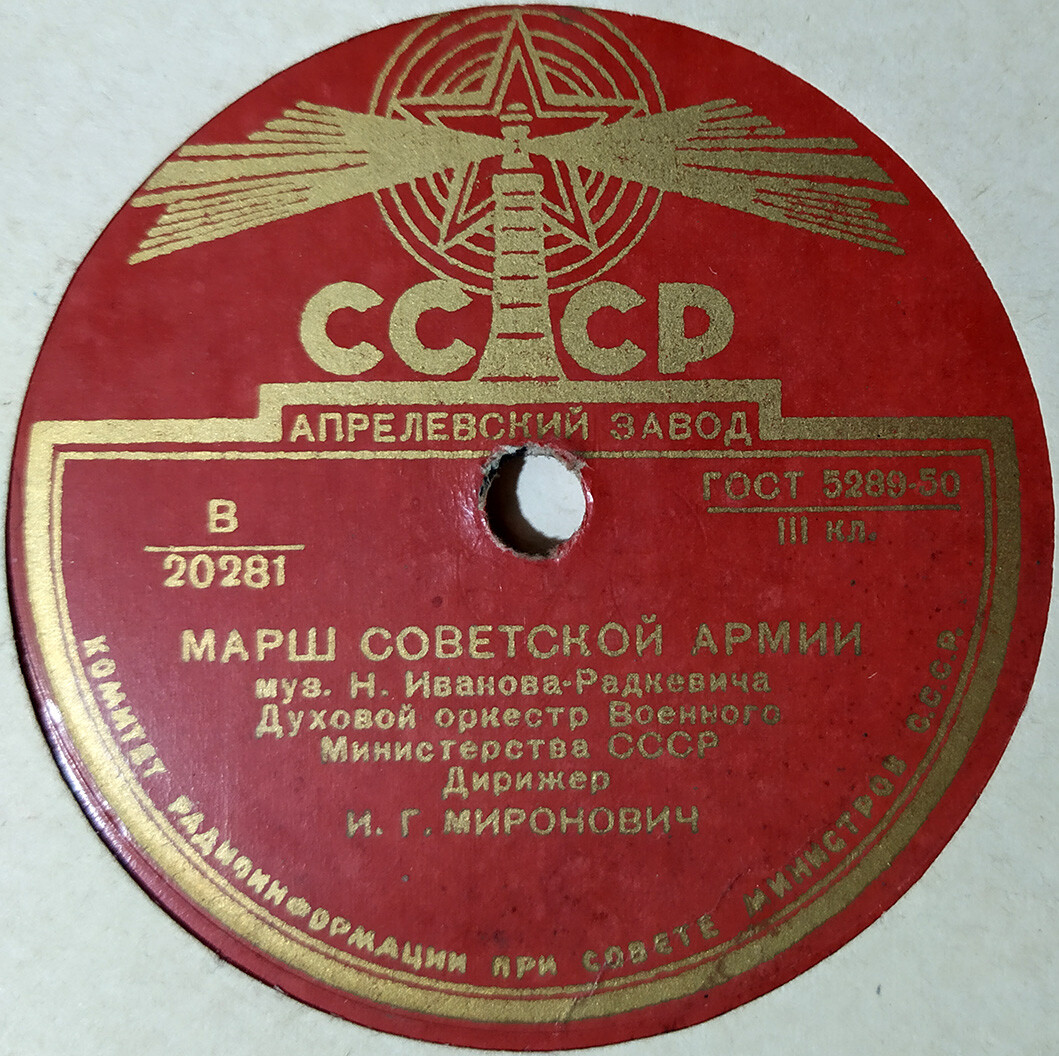 СССР
АПРЕЛЕВСКИЙ ЗАВОД
ГОСТ 5289-50
III кл.
В
20281
МАРШ СОВЕТСКОЙ АРМИИ
муз. Н. Иванова-Радкевича
Духовой оркестр Военного
Министерства СССР
Дирижер
И. Г. МИРОНОВИЧ
КОМИТЕТ РАДИОИНФОРМАЦИИ ПРИ СОВЕТЕ МИНИСТРОВ С.С.С.Р.